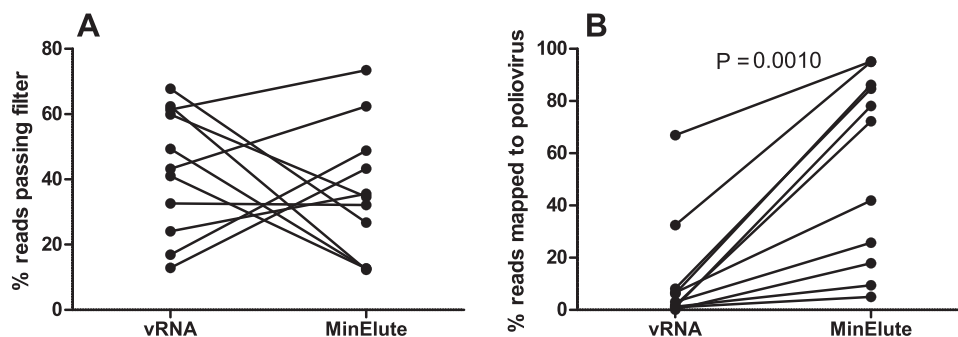 A
% reads passing filter
80
60
40
20
0
vRNA MinElute
B
% reads mapped to poliovirus
100
80
60
40
20
0
P = 0.0010
vRNA MinElute